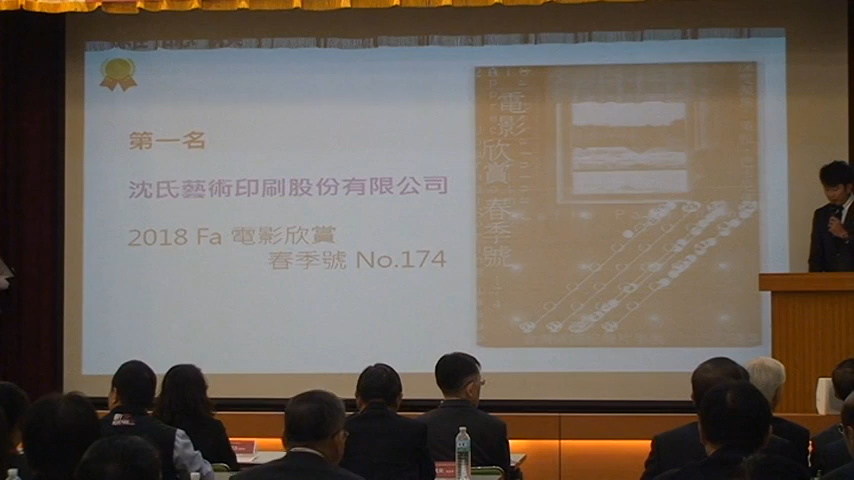 第一名
沈氏藝術印刷股份有限公司
2018 Fa 電影欣賞
春季號 No.174
電影欣賞 春季號